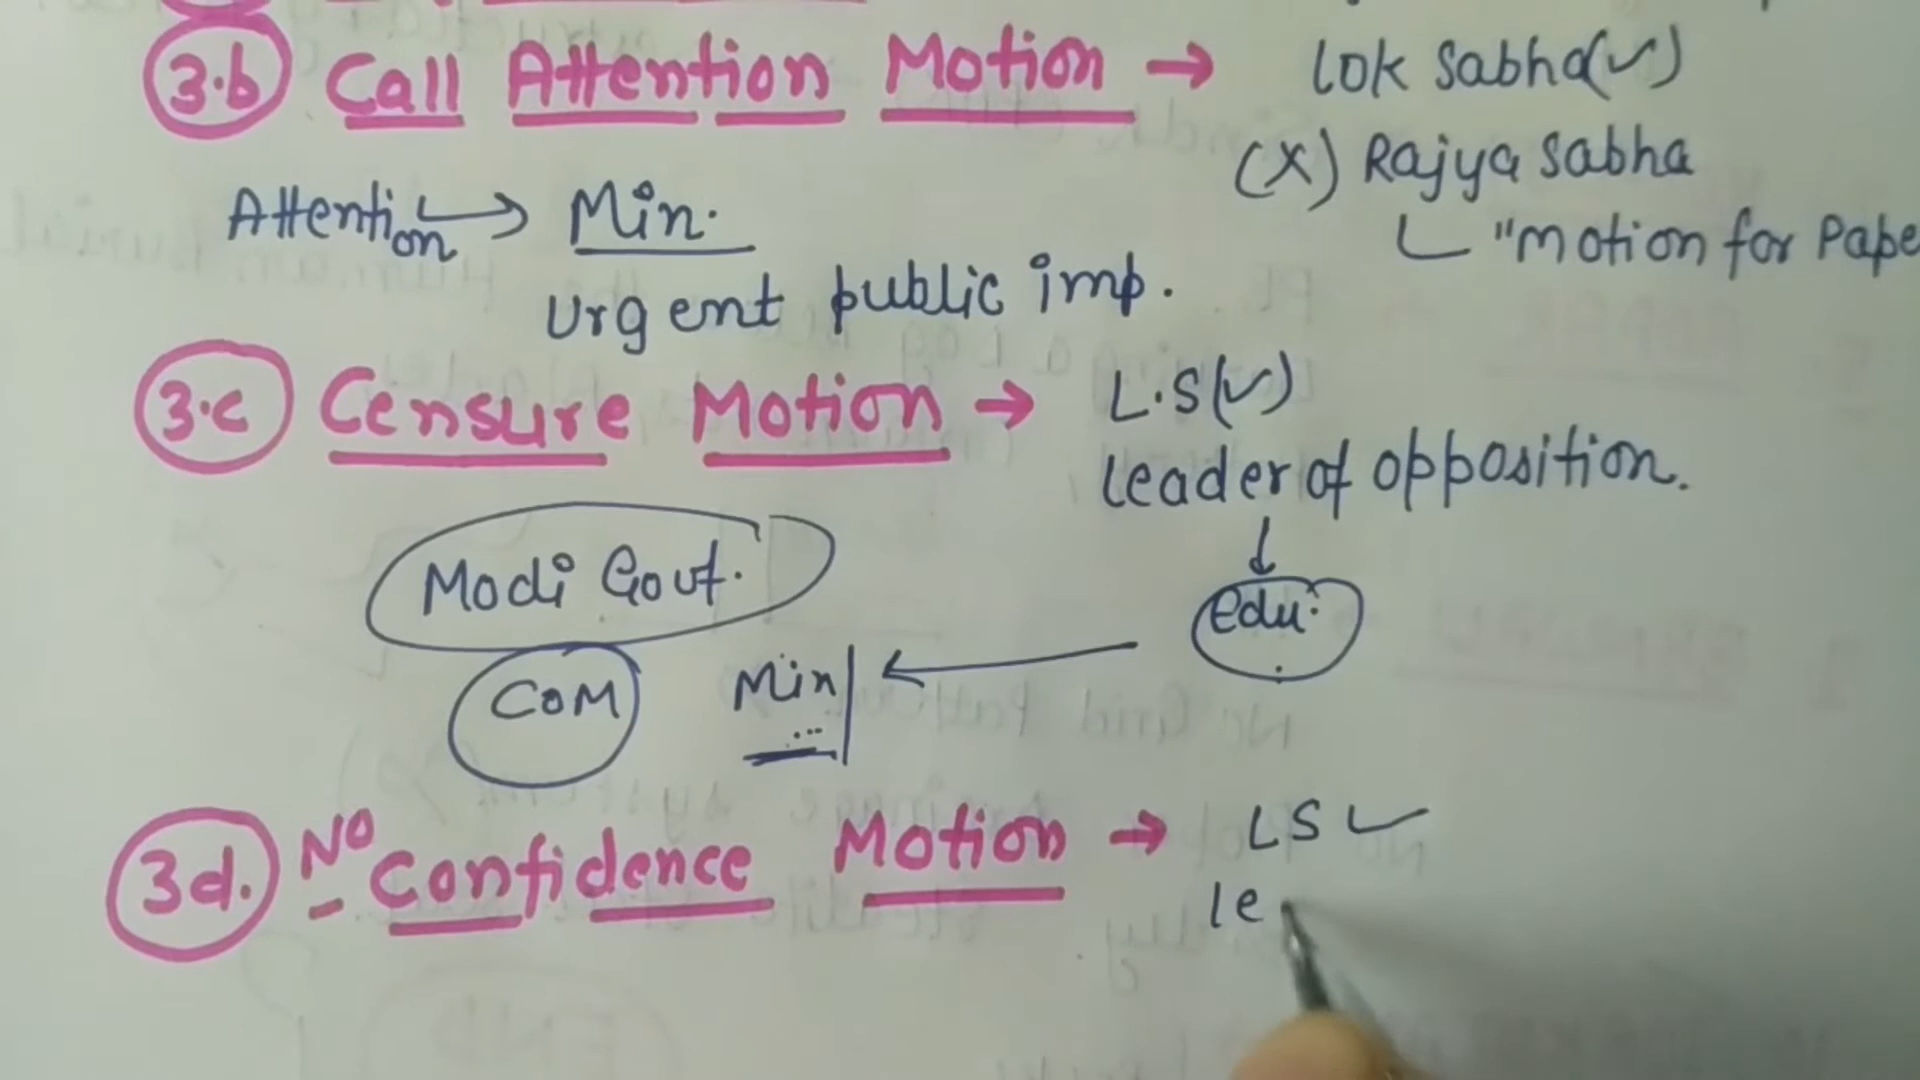 3.b Call Attention Motion → Lok Sabha(✓)
(X) Rajya Sabha
"Motion for Pape
Attention → Min.
Urgent public imp.
3.c Censure Motion → L.S(✓)
Leader of opposition.
Modi Govt.
edu.
COM Min
3d. No Confidence Motion → LS ✓
le